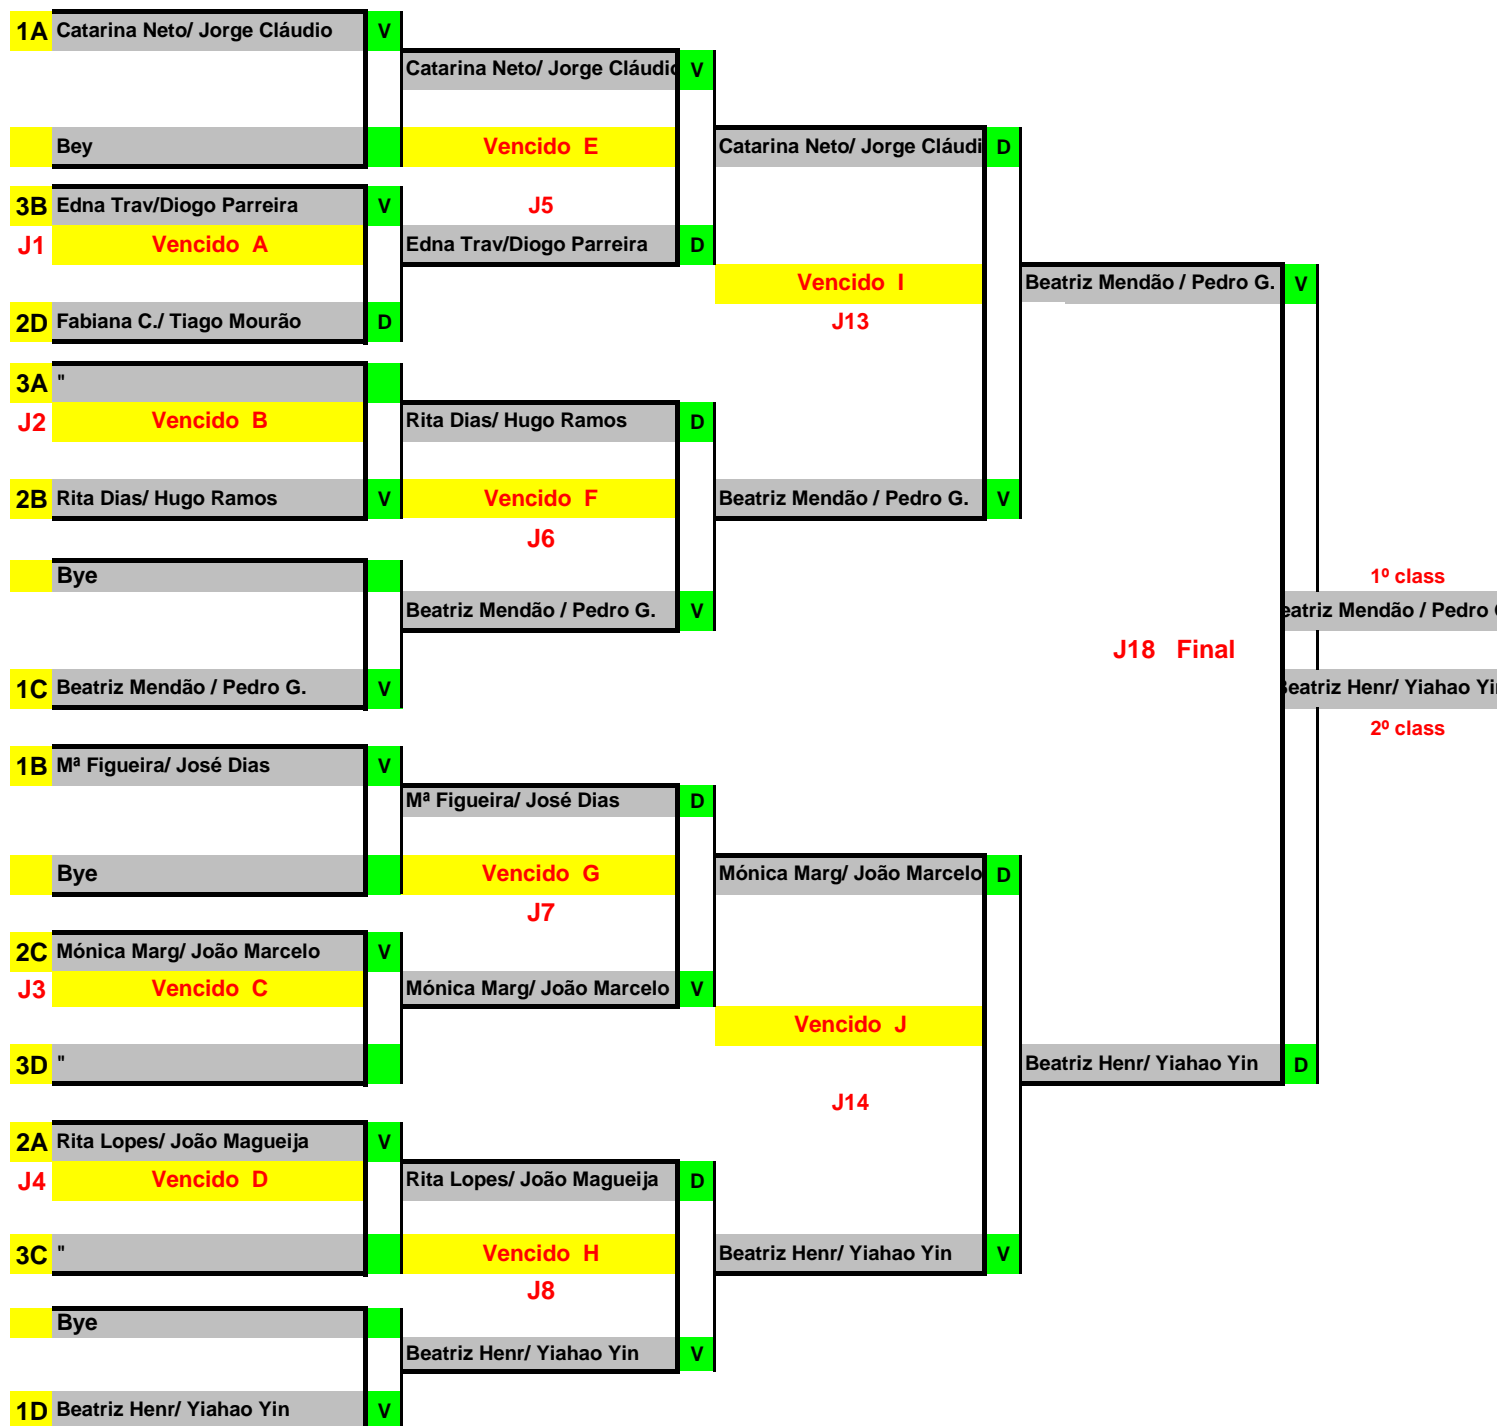 1A Catarina Neto/ Jorge Cláudio V
Catarina Neto/ Jorge Cláudio V
Bey Vencido E Catarina Neto/ Jorge Cláudi D
3B Edna Trav/Diogo Parreira V J5
J1 Vencido A Edna Trav/Diogo Parreira D
Vencido I Beatriz Mendão / Pedro G. V
2D Fabiana C./ Tiago Mourão D J13
3A "
J2 Vencido B Rita Dias/ Hugo Ramos D
2B Rita Dias/ Hugo Ramos V Vencido F Beatriz Mendão / Pedro G. V
J6
Bye 1º class
Beatriz Mendão / Pedro G. V eatriz Mendão / Pedro
J18 Final
1C Beatriz Mendão / Pedro G. V Beatriz Henr/ Yiahao Yi
2º class
1B Mª Figueira/ José Dias V
Mª Figueira/ José Dias D
Bye Vencido G Mónica Marg/ João Marcelo D
J7
2C Mónica Marg/ João Marcelo V
J3 Vencido C Mónica Marg/ João Marcelo V
Vencido J
3D " Beatriz Henr/ Yiahao Yin D
J14
2A Rita Lopes/ João Magueija V
J4 Vencido D Rita Lopes/ João Magueija D
3C " Vencido H Beatriz Henr/ Yiahao Yin V
J8
Bye
Beatriz Henr/ Yiahao Yin V
1D Beatriz Henr/ Yiahao Yin V